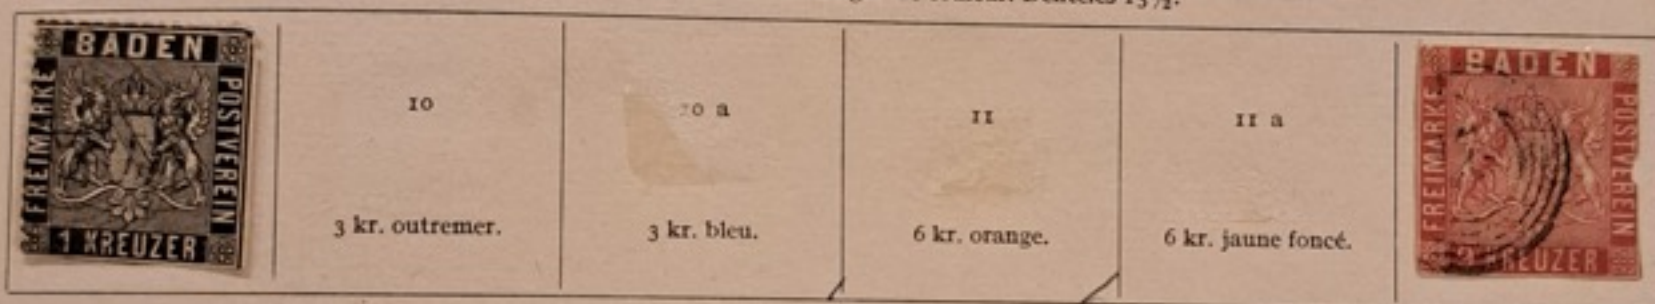 BADEN
FREIMARKE
POSTVEREIN
1 KREUZER
10
3 kr. outremer.
10 a
3 kr. bleu.
11
6 kr. orange.
11 a
6 kr. jaune foncé.
BADEN
FREIMARKE
POSTVEREIN
KREUZER